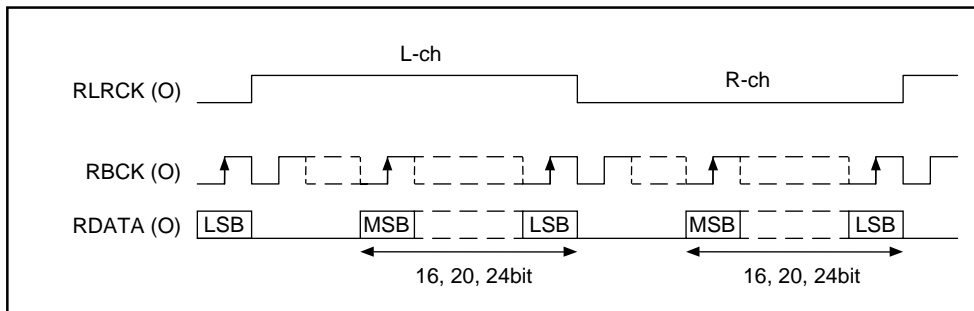 L-ch
R-ch
RLRCK (O)
RBCK (O)
RDATA (O)
LSB
MSB
LSB
MSB
LSB
16, 20, 24bit
16, 20, 24bit